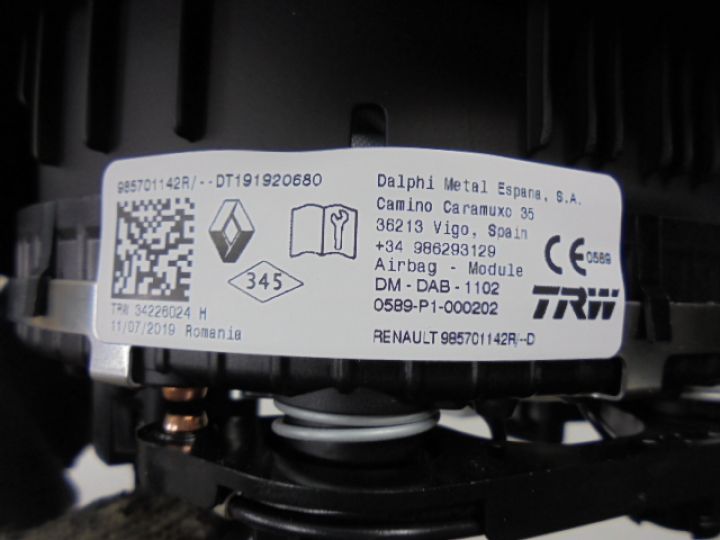 985701142R/--DT191920680
345
TRW 34226024 H
11/07/2019 Romania
Dalphi Metal Espana, S.A.
Camino Caramuxo 35
36213 Vigo, Spain
+34 986293129
Airbag - Module
DM-DAB-1102
0589-P1-000202
RENAULT 985701142R/--D
CE 0589
TRW